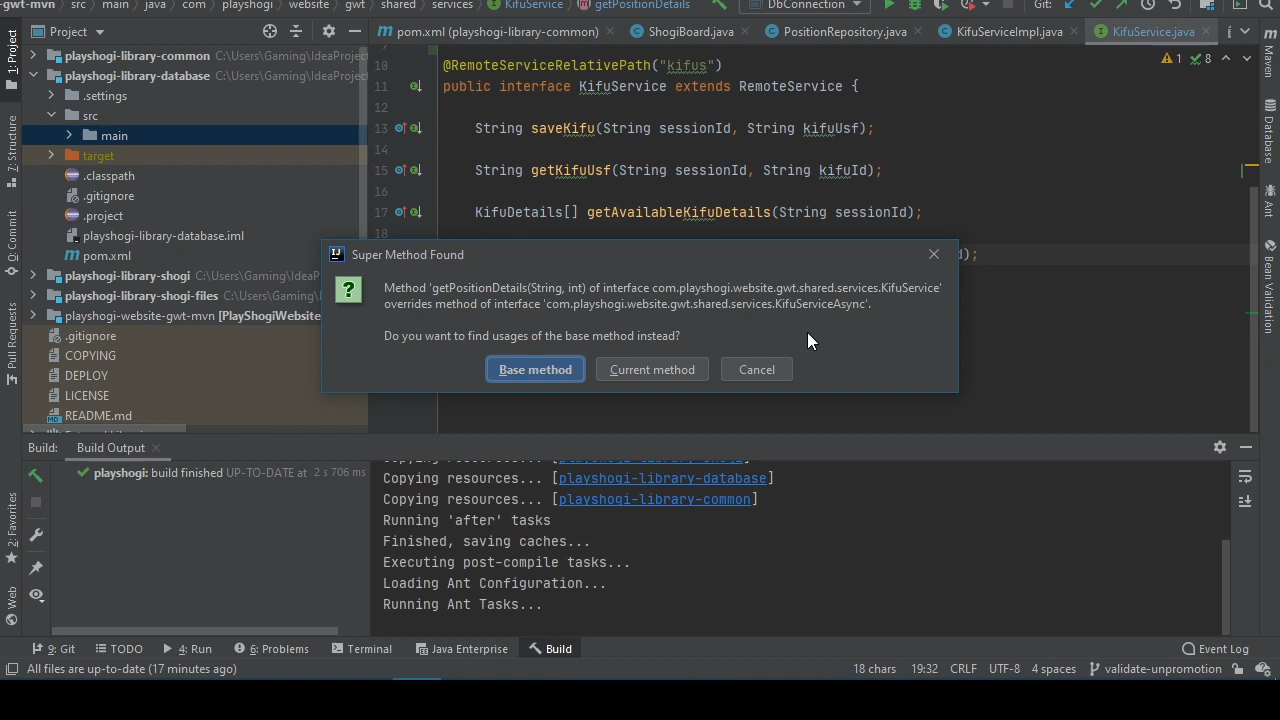 -gwt-mvn src main java com playshogi website gwt shared services KifuService getPositionDetails DbConnection Git:
1: Project
Project
pom.xml (playshogi-library-common) ShogiBoard.java PositionRepository.java KifuServiceImpl.java KifuService.java
Maven
playshogi-library-common C:\Users\Gaming\IdeaProjec
playshogi-library-database C:\Users\Gaming\IdeaProject
.settings
src
main
target
.classpath
.gitignore
.project
playshogi-library-database.iml
pom.xml
playshogi-library-shogi C:\Users\Gaming\IdeaP
playshogi-library-shogi-files C:\Users\Gaming\
playshogi-website-gwt-mvn [PlayShogiWebsite
.gitignore
COPYING
DEPLOY
LICENSE
README.md
10 @RemoteServiceRelativePath("kifus")
11 public interface KifuService extends RemoteService {
12
13 String saveKifu(String sessionId, String kifuUsf);
14
15 String getKifuUsf(String sessionId, String kifuId);
16
17 KifuDetails[] getAvailableKifuDetails(String sessionId);
18
d);
1 8
7: Structure
0: Commit
Pull Requests
2: Favorites
Web
Database
Ant
Bean Validation
Super Method Found
Method 'getPositionDetails(String, int) of interface com.playshogi.website.gwt.shared.services.KifuService'
overrides method of interface 'com.playshogi.website.gwt.shared.services.KifuServiceAsync'.
Do you want to find usages of the base method instead?
Base method Current method Cancel
Build: Build Output
playshogi: build finished UP-TO-DATE at 2 s 706 ms
Copying resources... [playshogi-library-database]
Copying resources... [playshogi-library-common]
Running 'after' tasks
Finished, saving caches...
Executing post-compile tasks...
Loading Ant Configuration...
Running Ant Tasks...
9: Git TODO 4: Run 6: Problems Terminal Java Enterprise Build Event Log
All files are up-to-date (17 minutes ago) 18 chars 19:32 CRLF UTF-8 4 spaces validate-unpromotion